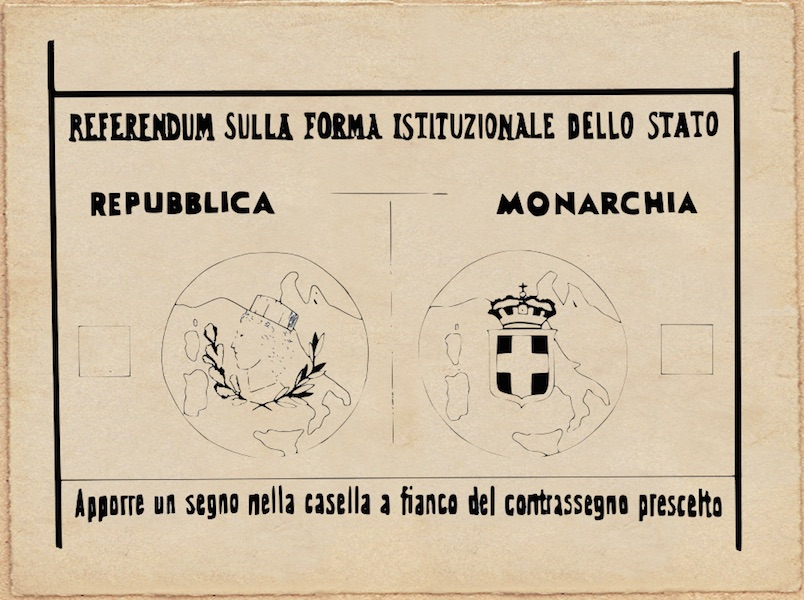 REFERENDUM SULLA FORMA ISTITUZIONALE DELLO STATO
REPUBBLICA
MONARCHIA
Apporre un segno nella casella a fianco del contrassegno prescelto